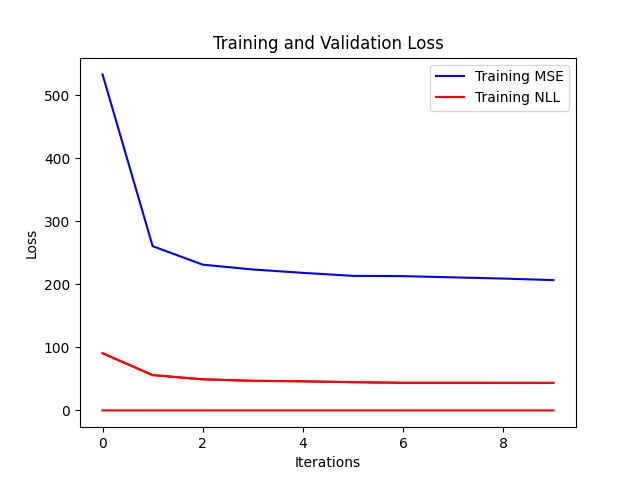 Training and Validation Loss
Training MSE
Training NLL
500
400
300
200
100
0
Loss
0 2 4 6 8
Iterations